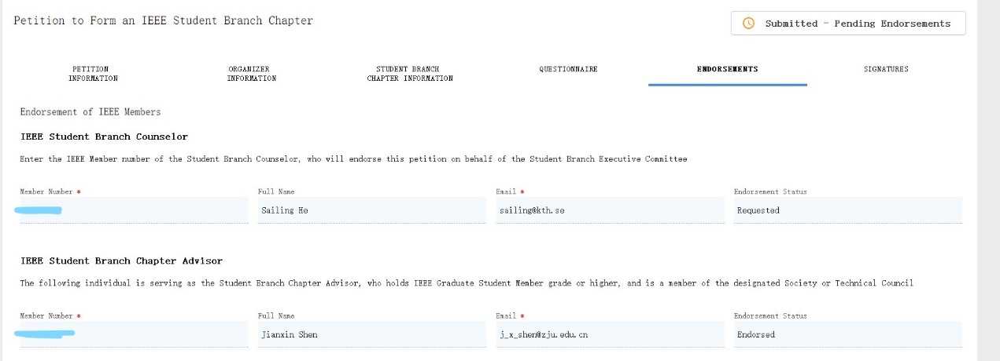 Petition to Form an IEEE Student Branch Chapter
Submitted - Pending Endorsements
PETITION
INFORMATION
ORGANIZER
INFORMATION
STUDENT BRANCH
CHAPTER INFORMATION
QUESTIONNAIRE
ENDORSEMENTS
SIGNATURES
Endorsement of IEEE Members
IEEE Student Branch Counselor
Enter the IEEE Member number of the Student Branch Counselor, who will endorse this petition on behalf of the Student Branch Executive Committee
Member Number * Full Name Email * Endorsement Status
Sailing He sailing@kth.se Requested
IEEE Student Branch Chapter Advisor
The following individual is serving as the Student Branch Chapter Advisor, who holds IEEE Graduate Student Member grade or higher, and is a member of the designated Society or Technical Council
Member Number * Full Name Email * Endorsement Status
Jianxin Shen j_x_shen@zju.edu.cn Endorsed